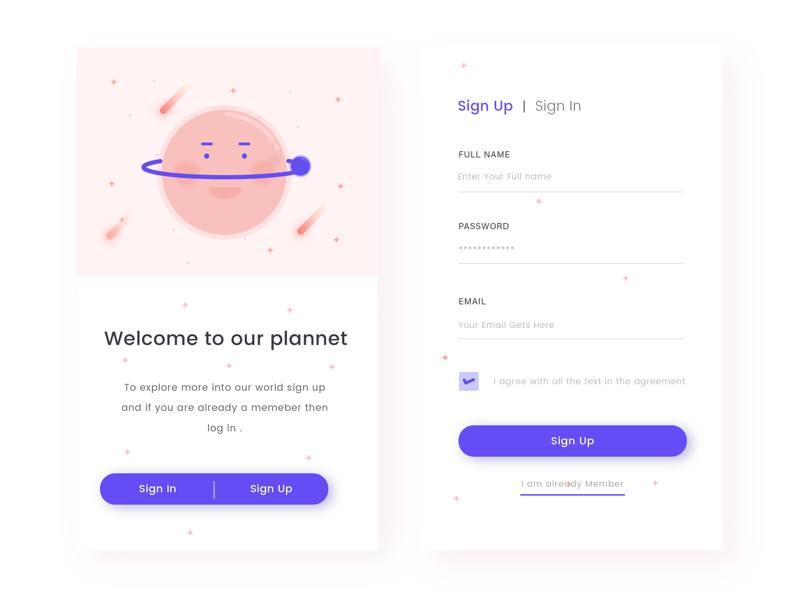 Welcome to our plannet
To explore more into our world sign up
and if you are already a memeber then
log in .
Sign In | Sign Up
Sign Up | Sign In
FULL NAME
Enter Your Full name
PASSWORD
************
EMAIL
Your Email Gets Here
I agree with all the text in the agreement
Sign Up
I am already Member